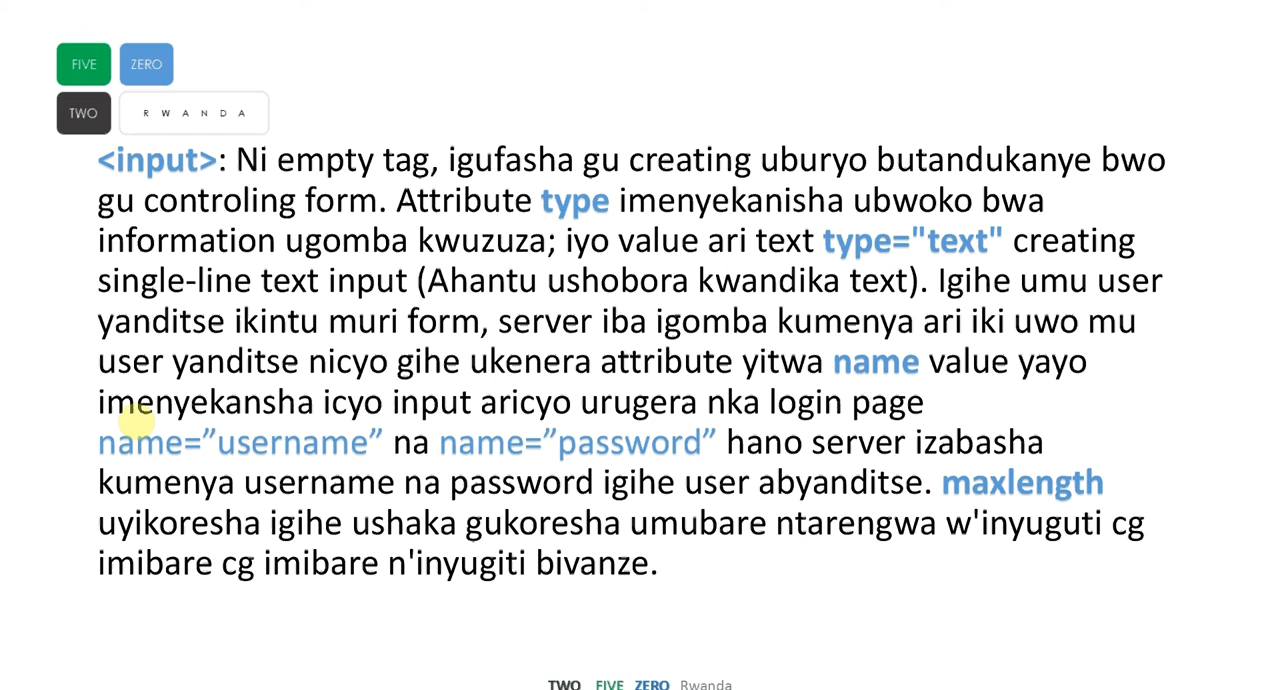 FIVE ZERO
TWO RWANDA
<input>: Ni empty tag, igufasha gu creating uburyo butandukanye bwo
gu controling form. Attribute type imenyekanisha ubwoko bwa
information ugomba kwuzuza; iyo value ari text type="text" creating
single-line text input (Ahantu ushobora kwandika text). Igihe umu user
yanditse ikintu muri form, server iba igomba kumenya ari iki uwo mu
user yanditse nicyo gihe ukenera attribute yitwa name value yayo
imenyekansha icyo input aricyo urugera nka login page
name=”username” na name=”password” hano server izabasha
kumenya username na password igihe user abyanditse. maxlength
uyikoresha igihe ushaka gukoresha umubare ntarengwa w'inyuguti cg
imibare cg imibare n'inyugiti bivanze.
TWO FIVE ZERO Rwanda